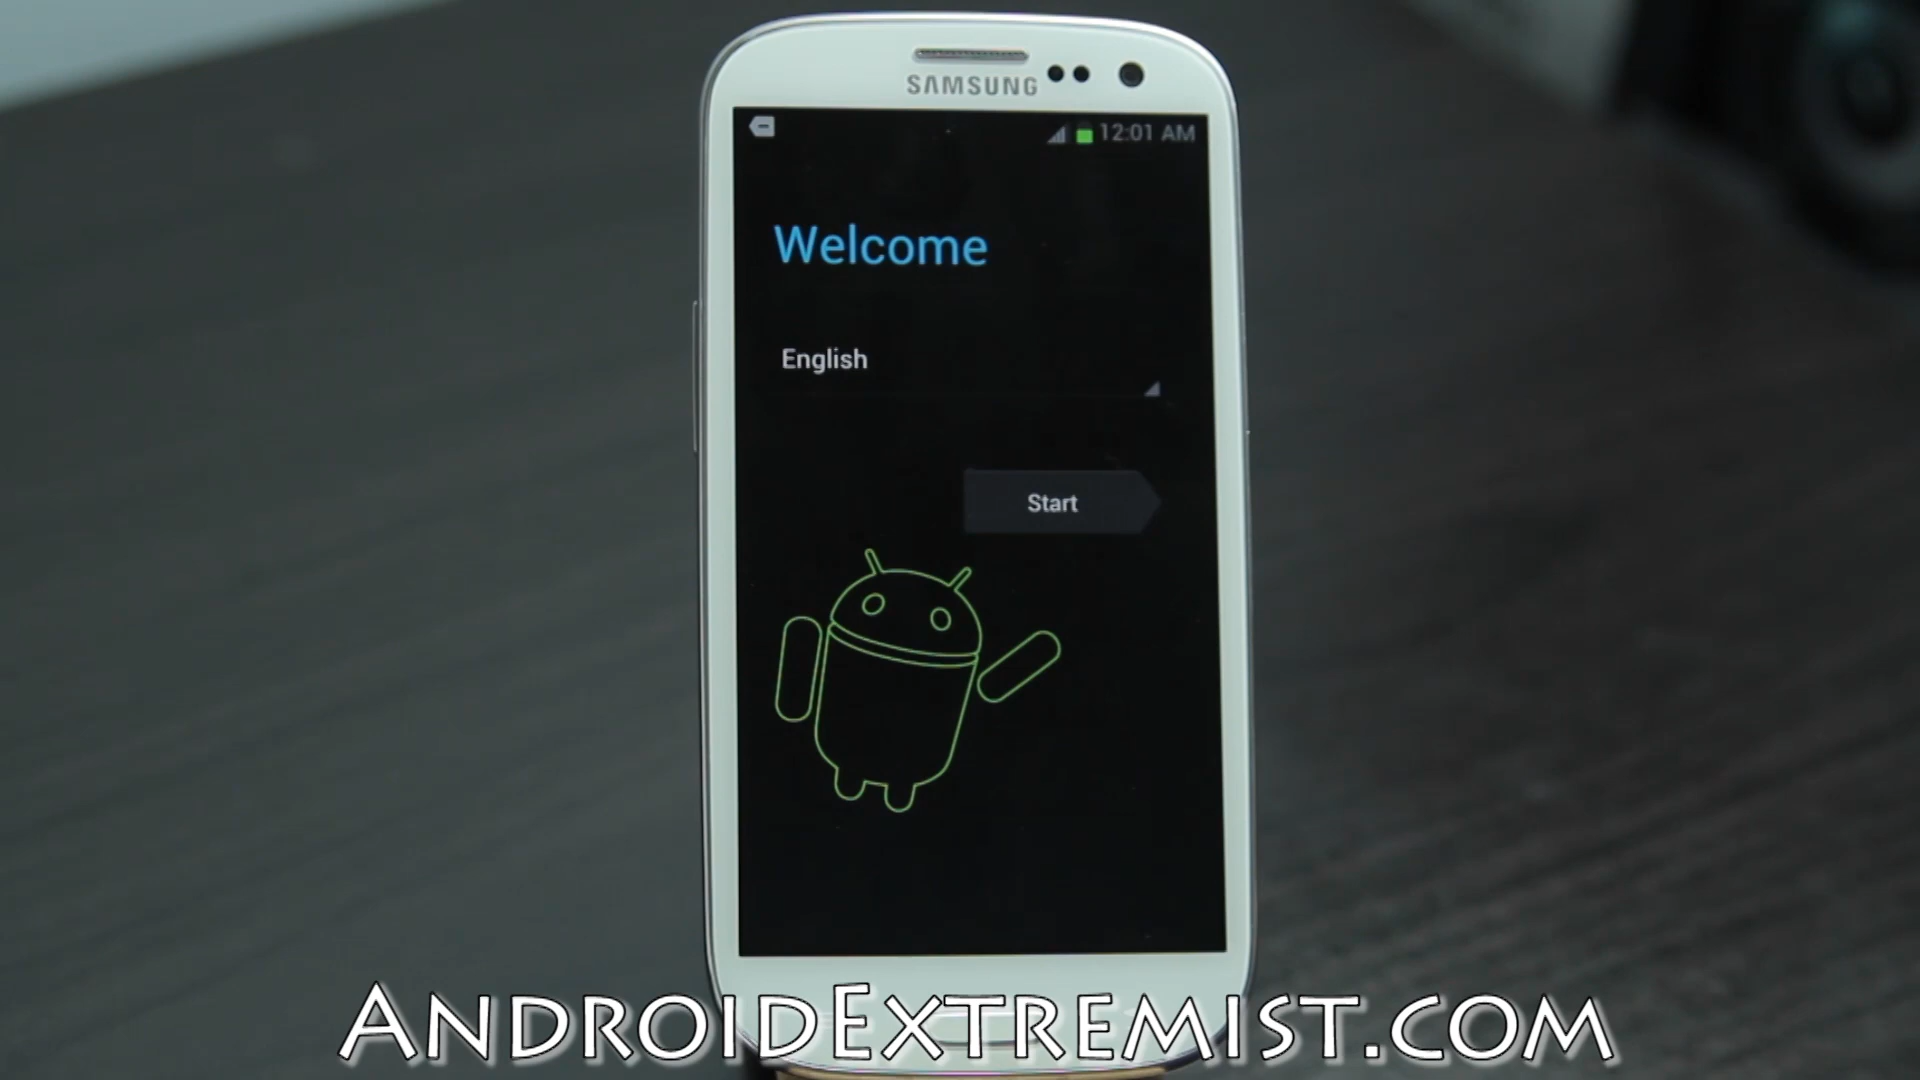 SAMSUNG
12:01 AM
Welcome
English
Start
ANDROIDEXTREMIST.COM